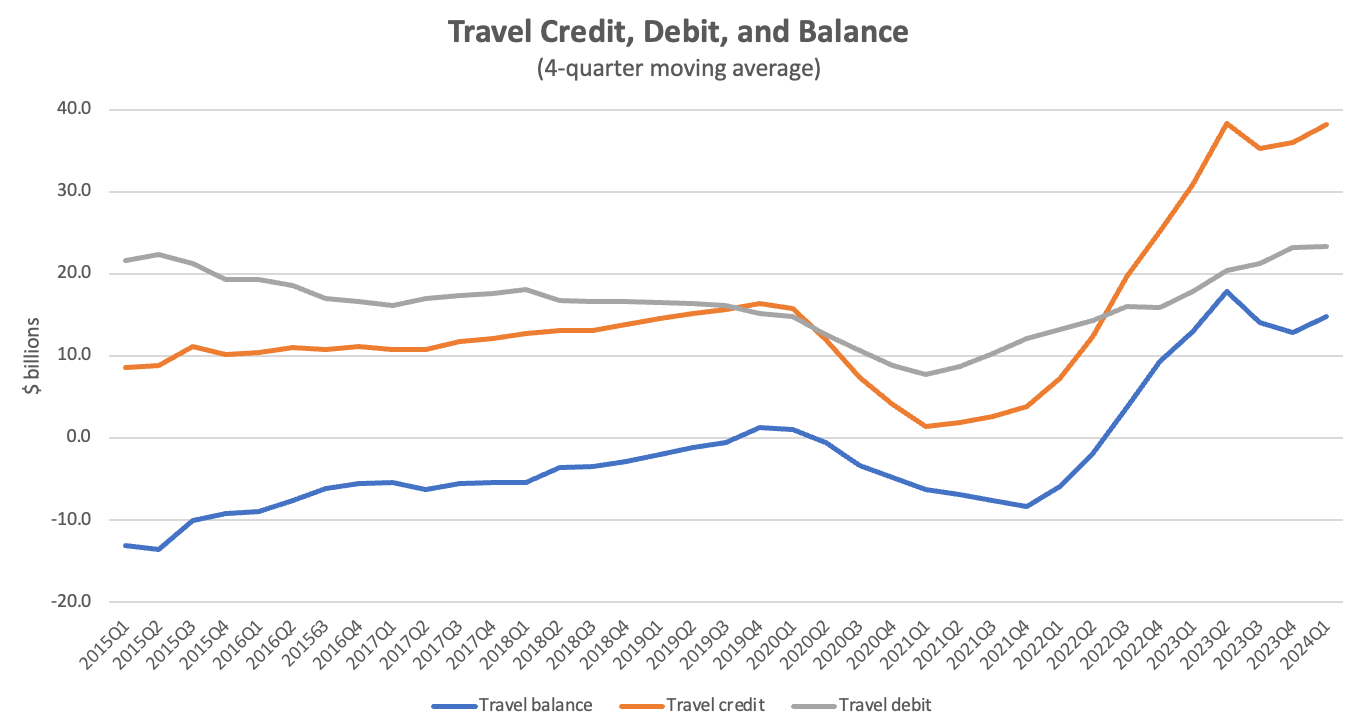 Travel Credit, Debit, and Balance
(4-quarter moving average)
40.0
30.0
20.0
10.0
0.0
-10.0
-20.0
$ billions
2015Q1
2015Q2
2015Q3
2015Q4
2016Q1
2016Q2
201563
2016Q4
2017Q1
2017Q2
2017Q3
2017Q4
2018Q1
2018Q2
2018Q3
2018Q4
2019Q1
2019Q2
2019Q3
2019Q4
2020Q1
2020Q2
2020Q3
2020Q4
2021Q1
2021Q2
2021Q3
2021Q4
2022Q1
2022Q2
2022Q3
2022Q4
2023Q1
2023Q2
2023Q3
2023Q4
2024Q1
Travel balance
Travel credit
Travel debit